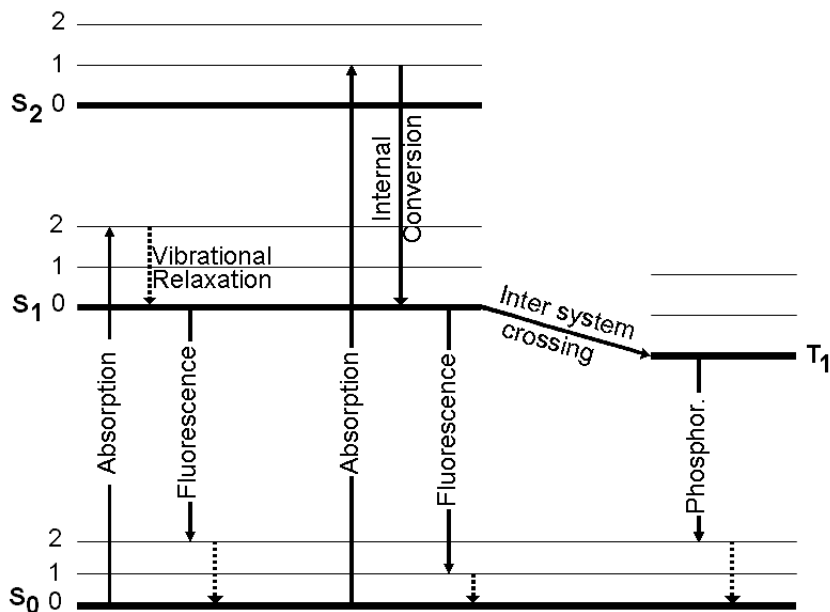 2
1
S2 0
Internal
Conversion
2
Vibrational
1
Relaxation
S1 0
Inter system
crossing
T1
Absorption
Fluorescence
Absorption
Fluorescence
Phosphor.
2
1
S0 0